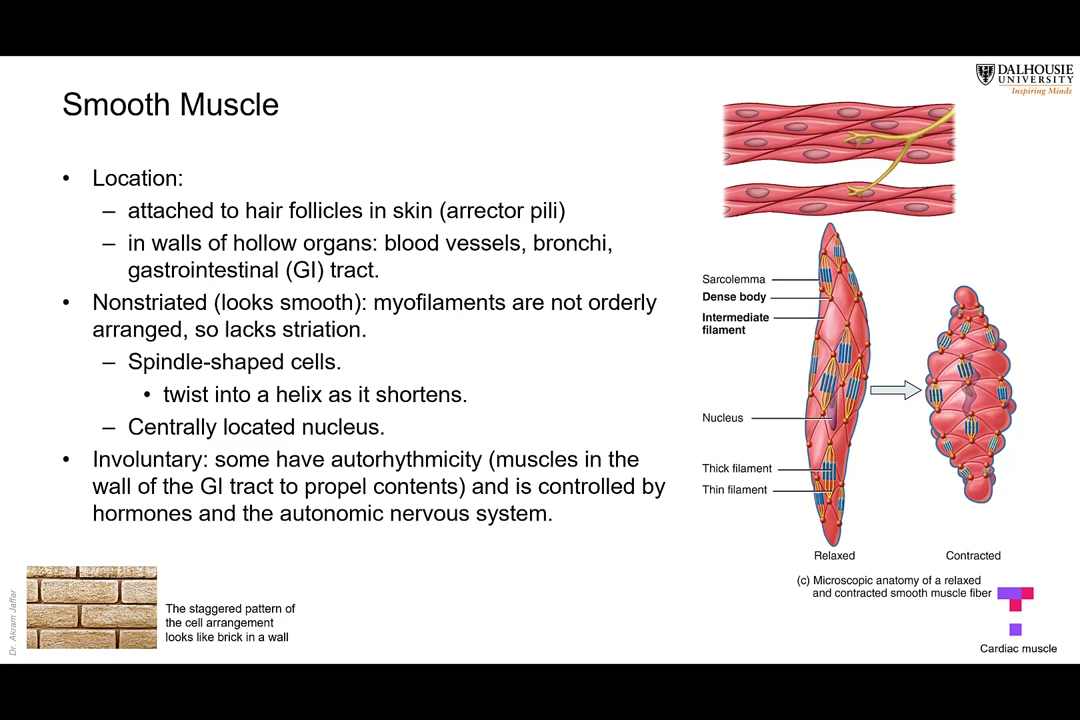 DALHOUSIE
UNIVERSITY
Inspiring Minds
Smooth Muscle
• Location:
– attached to hair follicles in skin (arrector pili)
– in walls of hollow organs: blood vessels, bronchi,
gastrointestinal (GI) tract.
• Nonstriated (looks smooth): myofilaments are not orderly
arranged, so lacks striation.
– Spindle-shaped cells.
• twist into a helix as it shortens.
– Centrally located nucleus.
• Involuntary: some have autorhythmicity (muscles in the
wall of the GI tract to propel contents) and is controlled by
hormones and the autonomic nervous system.
Sarcolemma
Dense body
Intermediate
filament
Nucleus
Thick filament
Thin filament
Relaxed
Contracted
(c) Microscopic anatomy of a relaxed
and contracted smooth muscle fiber
Cardiac muscle
The staggered pattern of
the cell arrangement
looks like brick in a wall
Dr. Akram Jaffar